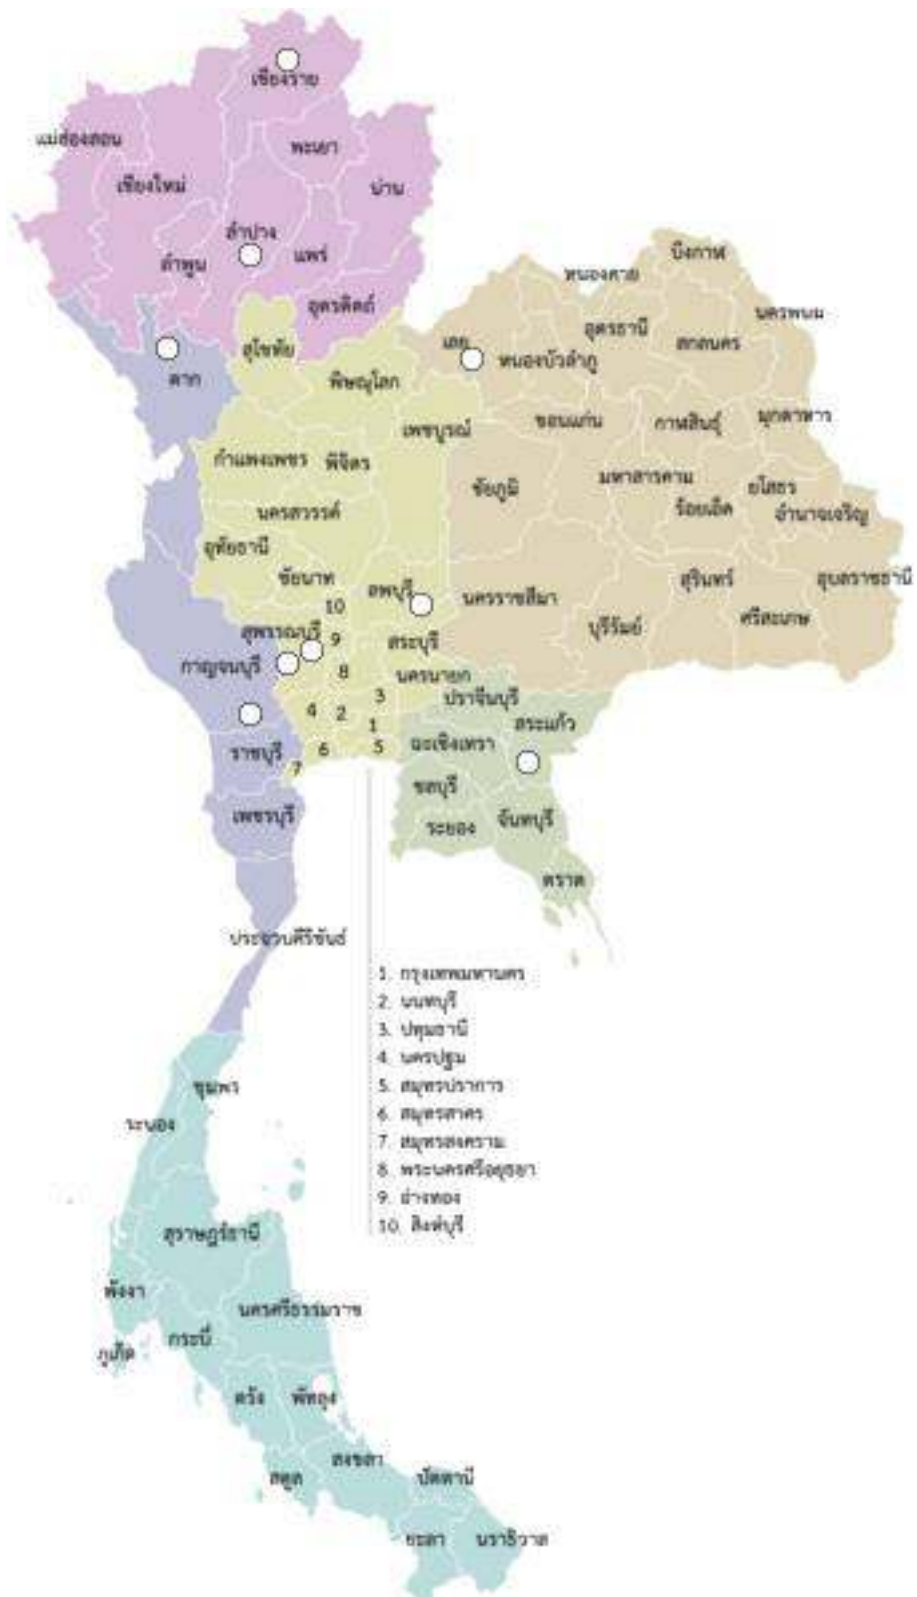 เชียงราย
แม่ฮ่องสอน
พะเยา
เชียงใหม่
น่าน
ลำปาง
แพร่
ลำพูน
อุตรดิตถ์
บึงกาฬ
หนองคาย
นครพนม
อุดรธานี
สกลนคร
เลย
หนองบัวลำภู
สุโขทัย
ตาก
พิษณุโลก
เพชบูรณ์
ขอนแก่น
กาฬสินธุ์
มุกดาหาร
กำแพงเพชร
พิจิตร
ชัยภูมิ
มหาสารคาม
ยโสธร
ร้อยเอ็ด
อำนาจเจริญ
นครสวรรค์
อุทัยธานี
ชัยนาท
ลพบุรี
นครราชสีมา
สุรินทร์
อุบลราชธานี
บุรีรัมย์
ศรีสะเกษ
10
สุพรรณบุรี
9
สระบุรี
กาญจนบุรี
8
นครนายก
3
ปราจีนบุรี
4
2
1
สระแก้ว
ราชบุรี
6
5
ฉะเชิงเทรา
7
ชลบุรี
เพชรบุรี
ระยอง
จันทบุรี
ตราด
ประจวบคีรีขันธ์
1. กรุงเทพมหานคร
2. นนทบุรี
3. ปทุมธานี
4. นครปฐม
5. สมุทรปราการ
6. สมุทรสาคร
7. สมุทรสงคราม
8. พระนครศรีอยุธยา
9. อ่างทอง
10. สิงห์บุรี
ชุมพร
ระนอง
สุราษฎร์ธานี
พังงา
นครศรีธรรมราช
กระบี่
ภูเก็ต
ตรัง
พัทลุง
สงขลา
สตูล
ปัตตานี
ยะลา
นราธิวาส